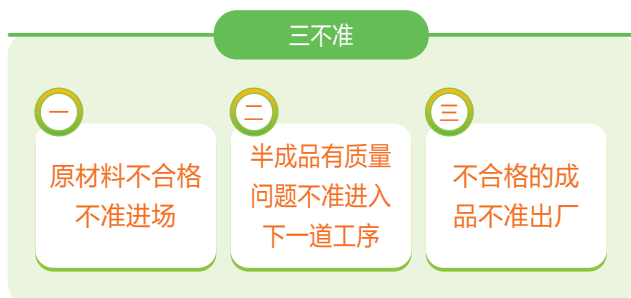 三不准
一
原材料不合格
不准进场
二
半成品有质量
问题不准进入
下一道工序
三
不合格的成
品不准出厂